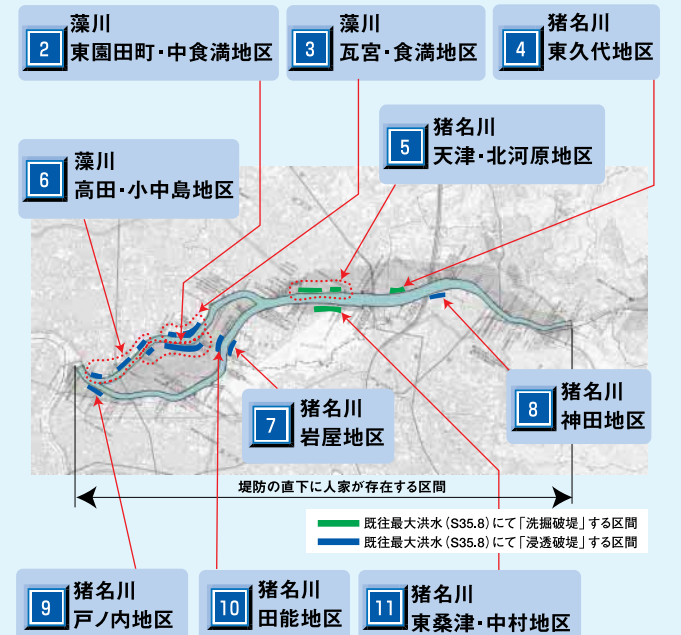 2
藻川
東園田町・中食満地区
3
藻川
瓦宮・食満地区
4
猪名川
東久代地区
5
猪名川
天津・北河原地区
6
藻川
高田・小中島地区
7
猪名川
岩屋地区
8
猪名川
神田地区
堤防の直下に人家が存在する区間
既往最大洪水(S35.8)にて「洗掘破堤」する区間
既往最大洪水(S35.8)にて「浸透破堤」する区間
9
猪名川
戸ノ内地区
10
猪名川
田能地区
11
猪名川
東桑津・中村地区